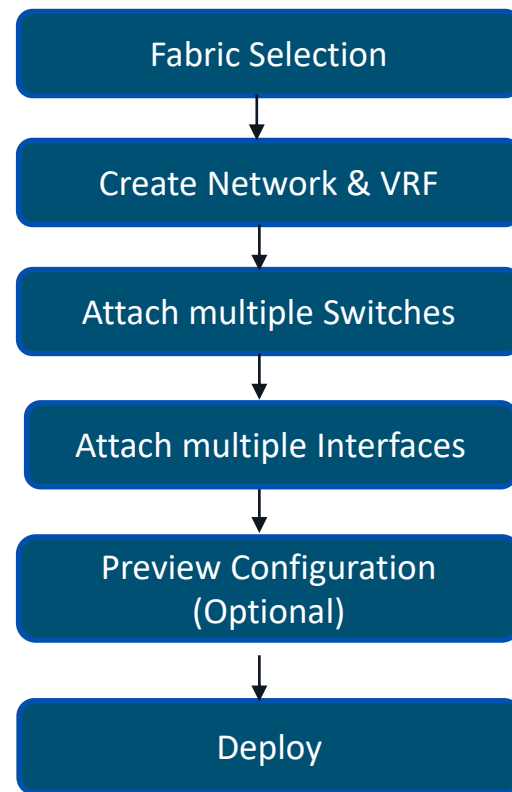 Fabric Selection
Create Network & VRF
Attach multiple Switches
Attach multiple Interfaces
Preview Configuration
(Optional)
Deploy